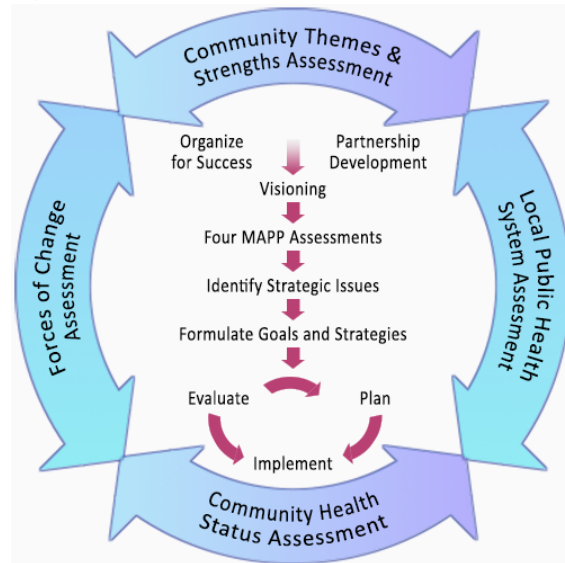 Community Themes &
Strengths Assessment
Organize
for Success
Partnership
Development
Visioning
Four MAPP Assessments
Identify Strategic Issues
Formulate Goals and Strategies
Evaluate
Plan
Implement
Forces of Change
Assessment
Local Public Health
System Assesment
Community Health
Status Assessment